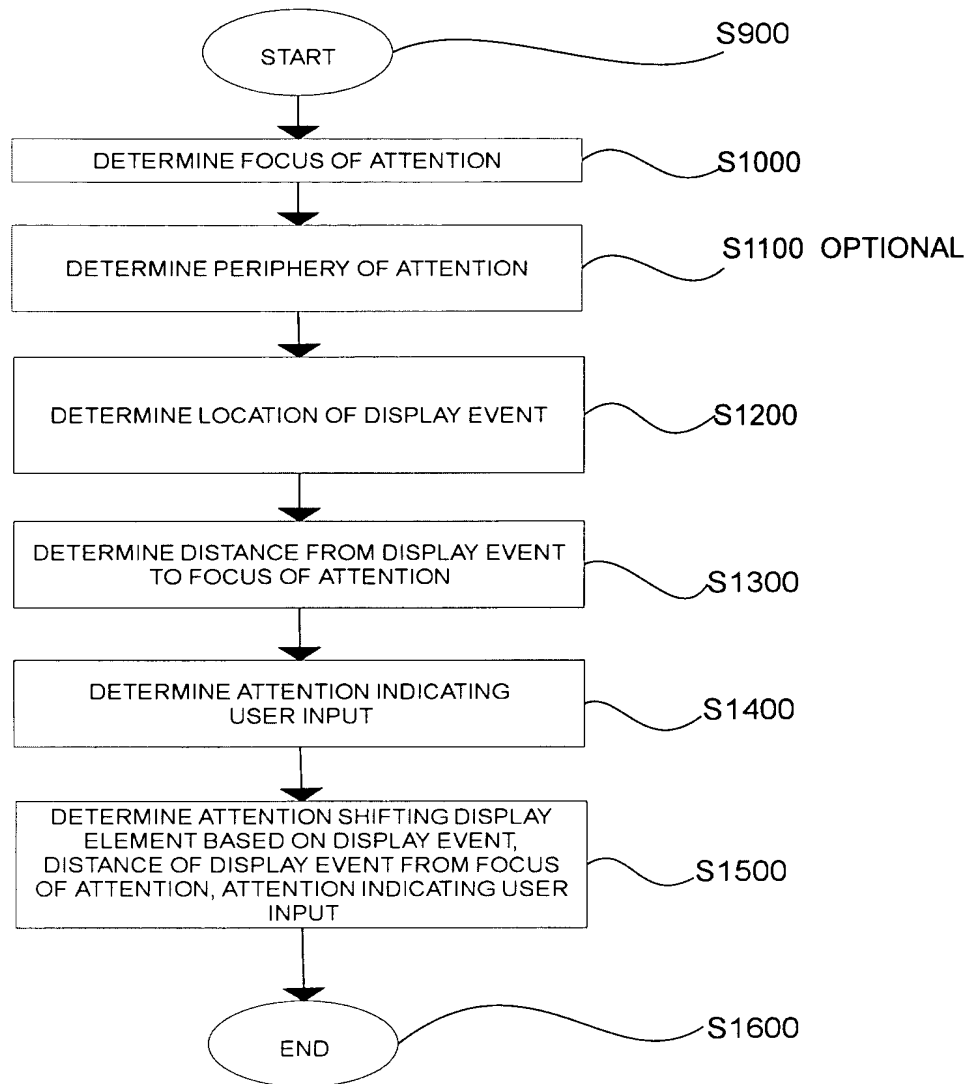 START
S900
DETERMINE FOCUS OF ATTENTION
S1000
DETERMINE PERIPHERY OF ATTENTION
S1100 OPTIONAL
DETERMINE LOCATION OF DISPLAY EVENT
S1200
DETERMINE DISTANCE FROM DISPLAY EVENT
TO FOCUS OF ATTENTION
S1300
DETERMINE ATTENTION INDICATING
USER INPUT
S1400
DETERMINE ATTENTION SHIFTING DISPLAY
ELEMENT BASED ON DISPLAY EVENT,
DISTANCE OF DISPLAY EVENT FROM FOCUS
OF ATTENTION, ATTENTION INDICATING USER
INPUT
S1500
END
S1600